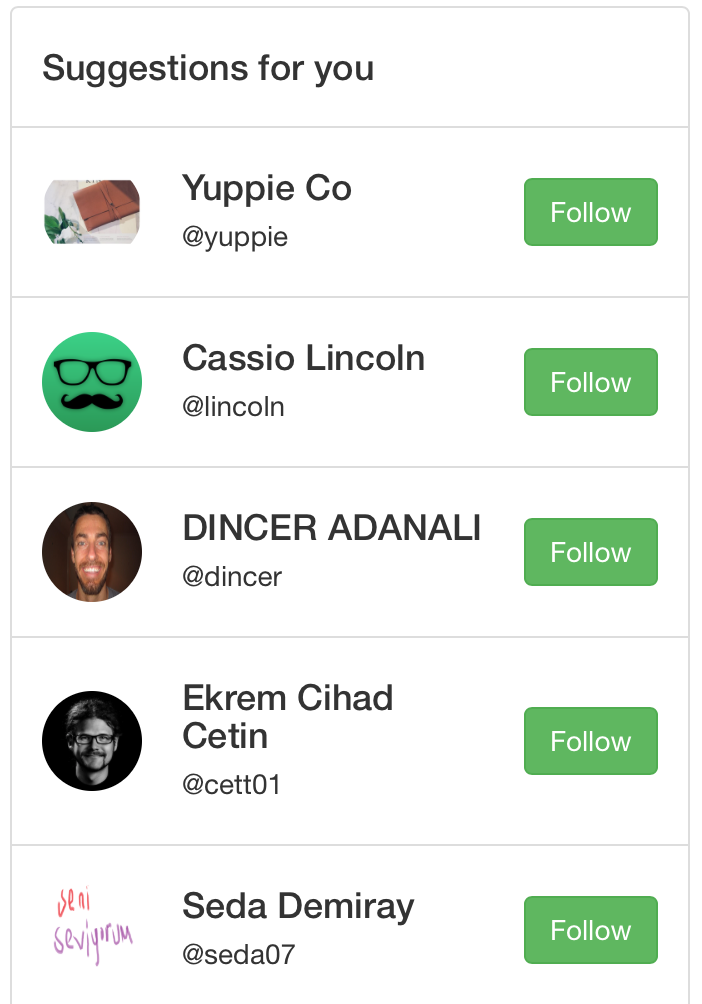 Suggestions for you
Yuppie Co
@yuppie
Follow
Cassio Lincoln
@lincoln
Follow
DINCER ADANALI
@dincer
Follow
Ekrem Cihad
Cetin
@cett01
Follow
seni
seviyorum
Seda Demiray
@seda07
Follow